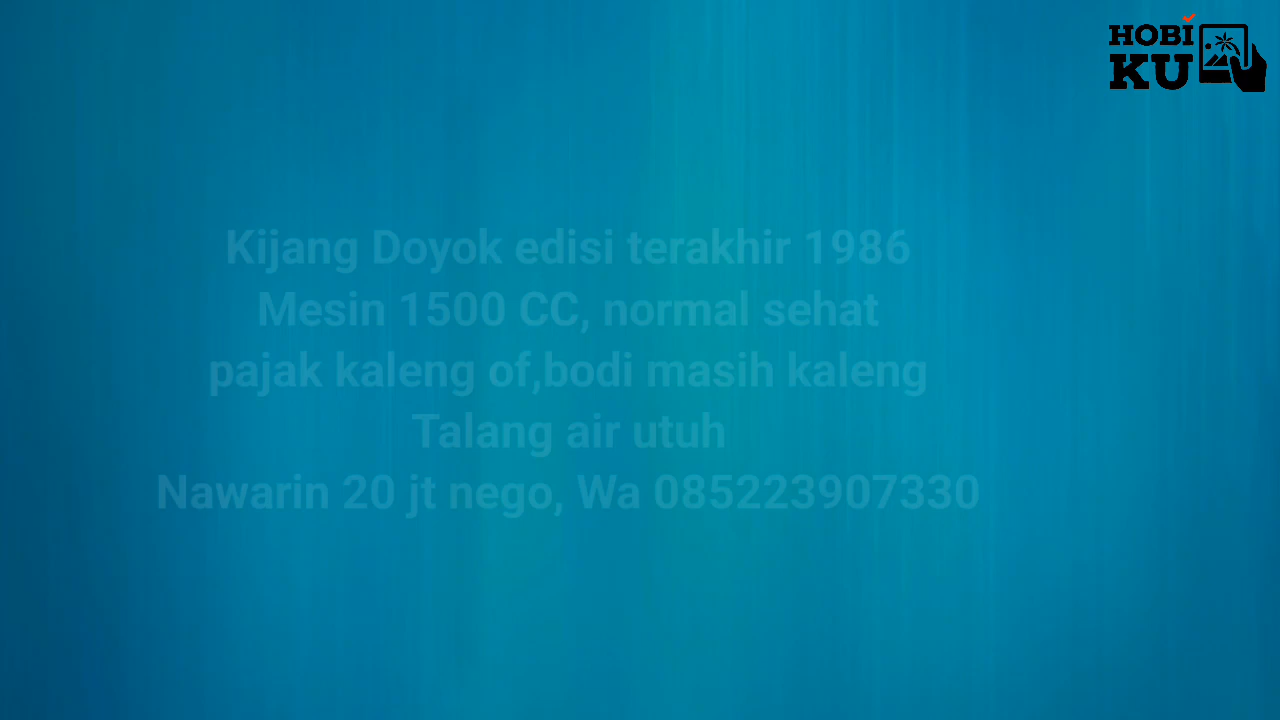 HOBI
KU
Kijang Doyok edisi terakhir 1986
Mesin 1500 CC, normal sehat
pajak kaleng of,bodi masih kaleng
Talang air utuh
Nawarin 20 jt nego, Wa 085223907330